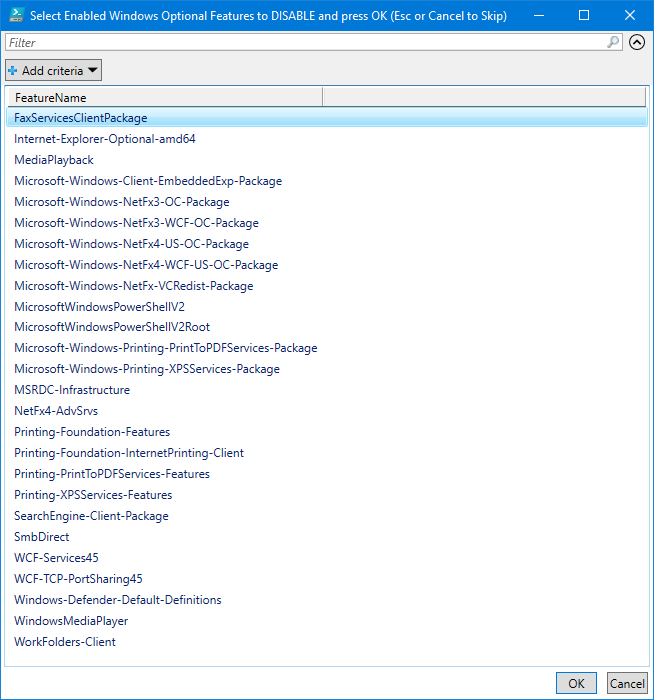 Select Enabled Windows Optional Features to DISABLE and press OK (Esc or Cancel to Skip)
Filter
Add criteria
FeatureName
FaxServicesClientPackage
Internet-Explorer-Optional-amd64
MediaPlayback
Microsoft-Windows-Client-EmbeddedExp-Package
Microsoft-Windows-NetFx3-OC-Package
Microsoft-Windows-NetFx3-WCF-OC-Package
Microsoft-Windows-NetFx4-US-OC-Package
Microsoft-Windows-NetFx4-WCF-US-OC-Package
Microsoft-Windows-NetFx-VCRedist-Package
MicrosoftWindowsPowerShellV2
MicrosoftWindowsPowerShellV2Root
Microsoft-Windows-Printing-PrintToPDFServices-Package
Microsoft-Windows-Printing-XPSServices-Package
MSRDC-Infrastructure
NetFx4-AdvSrvs
Printing-Foundation-Features
Printing-Foundation-InternetPrinting-Client
Printing-PrintToPDFServices-Features
Printing-XPSServices-Features
SearchEngine-Client-Package
SmbDirect
WCF-Services45
WCF-TCP-PortSharing45
Windows-Defender-Default-Definitions
WindowsMediaPlayer
WorkFolders-Client
OK Cancel